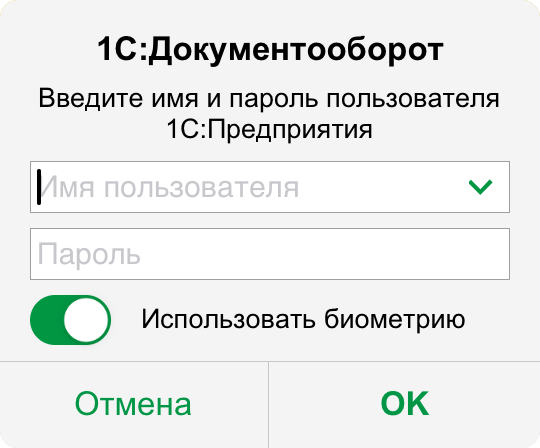 1С:Документооборот
Введите имя и пароль пользователя
1С:Предприятия
Имя пользователя
Пароль
Использовать биометрию
Отмена
OK